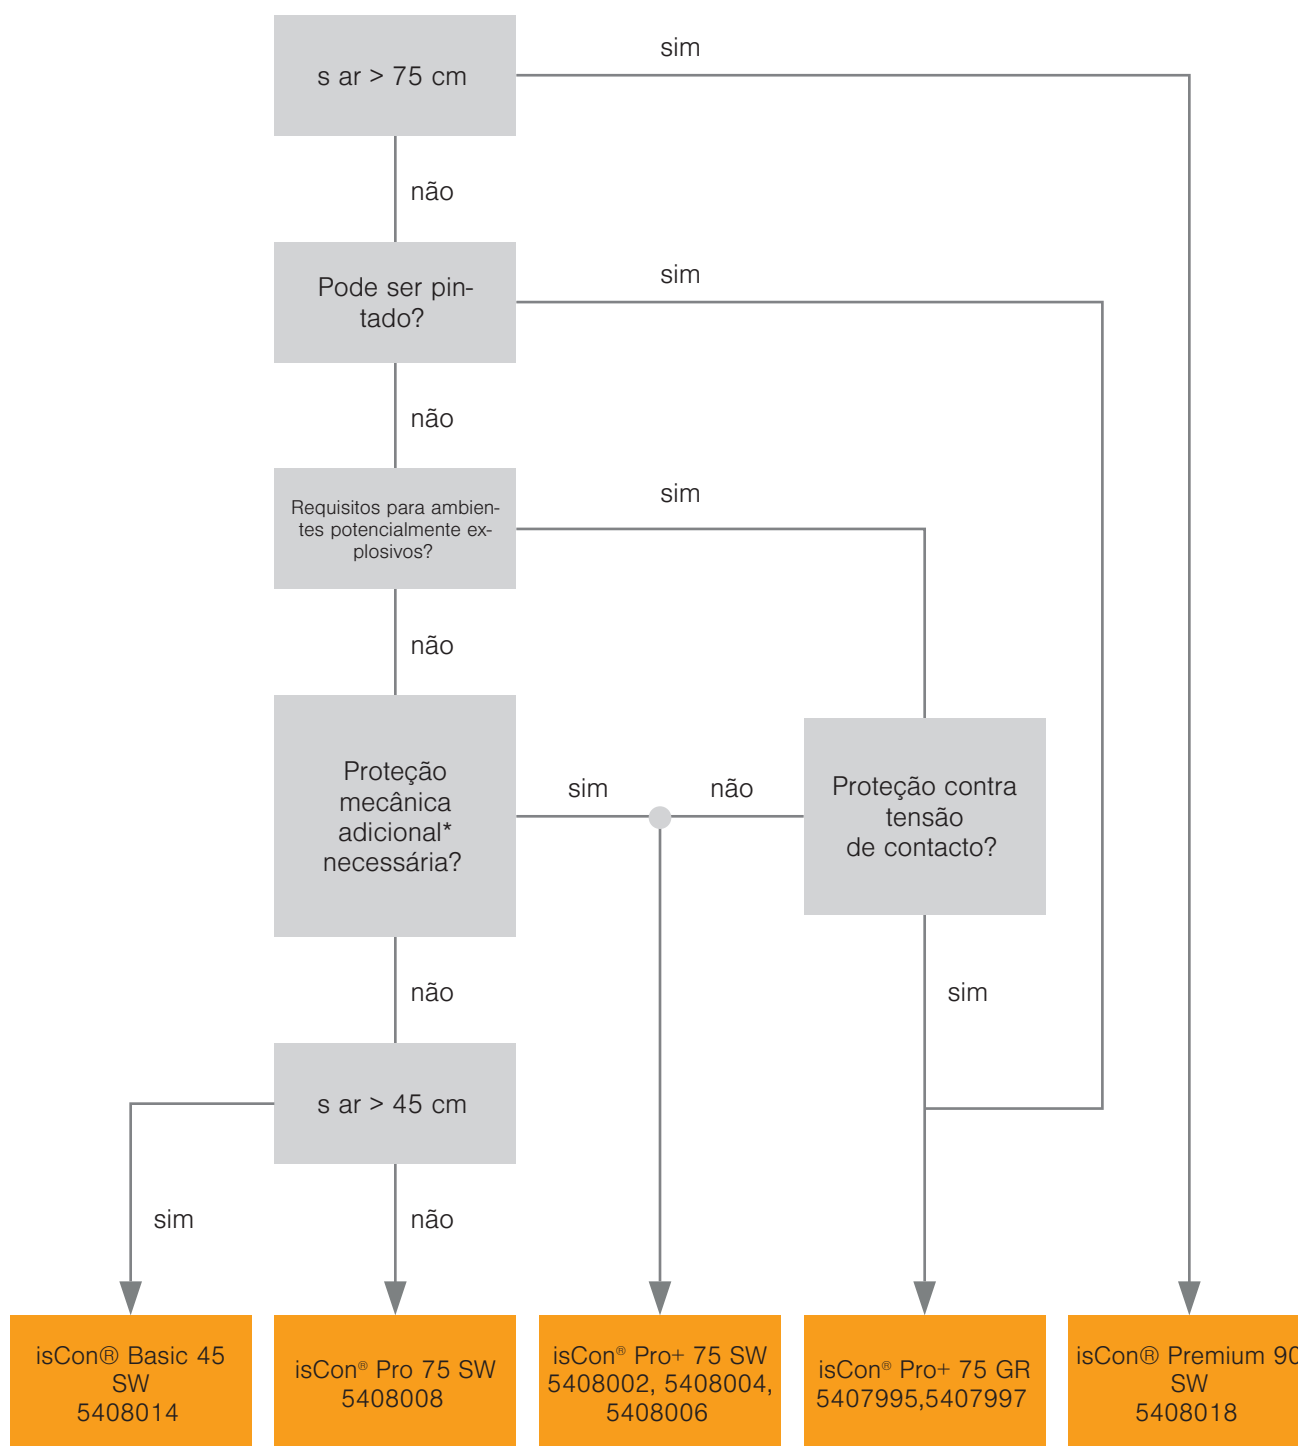 s ar > 75 cm
sim
não
Pode ser pin-
tado?
sim
não
Requisitos para ambien-
tes potencialmente ex-
plosivos?
sim
não
Proteção
mecânica
adicional*
necessária?
sim
não
Proteção contra
tensão
de contacto?
não
sim
s ar > 45 cm
sim
não
isCon® Basic 45
SW
5408014
isCon® Pro 75 SW
5408008
isCon® Pro+ 75 SW
5408002, 5408004,
5408006
isCon® Pro+ 75 GR
5407995,5407997
isCon® Premium 90
SW
5408018